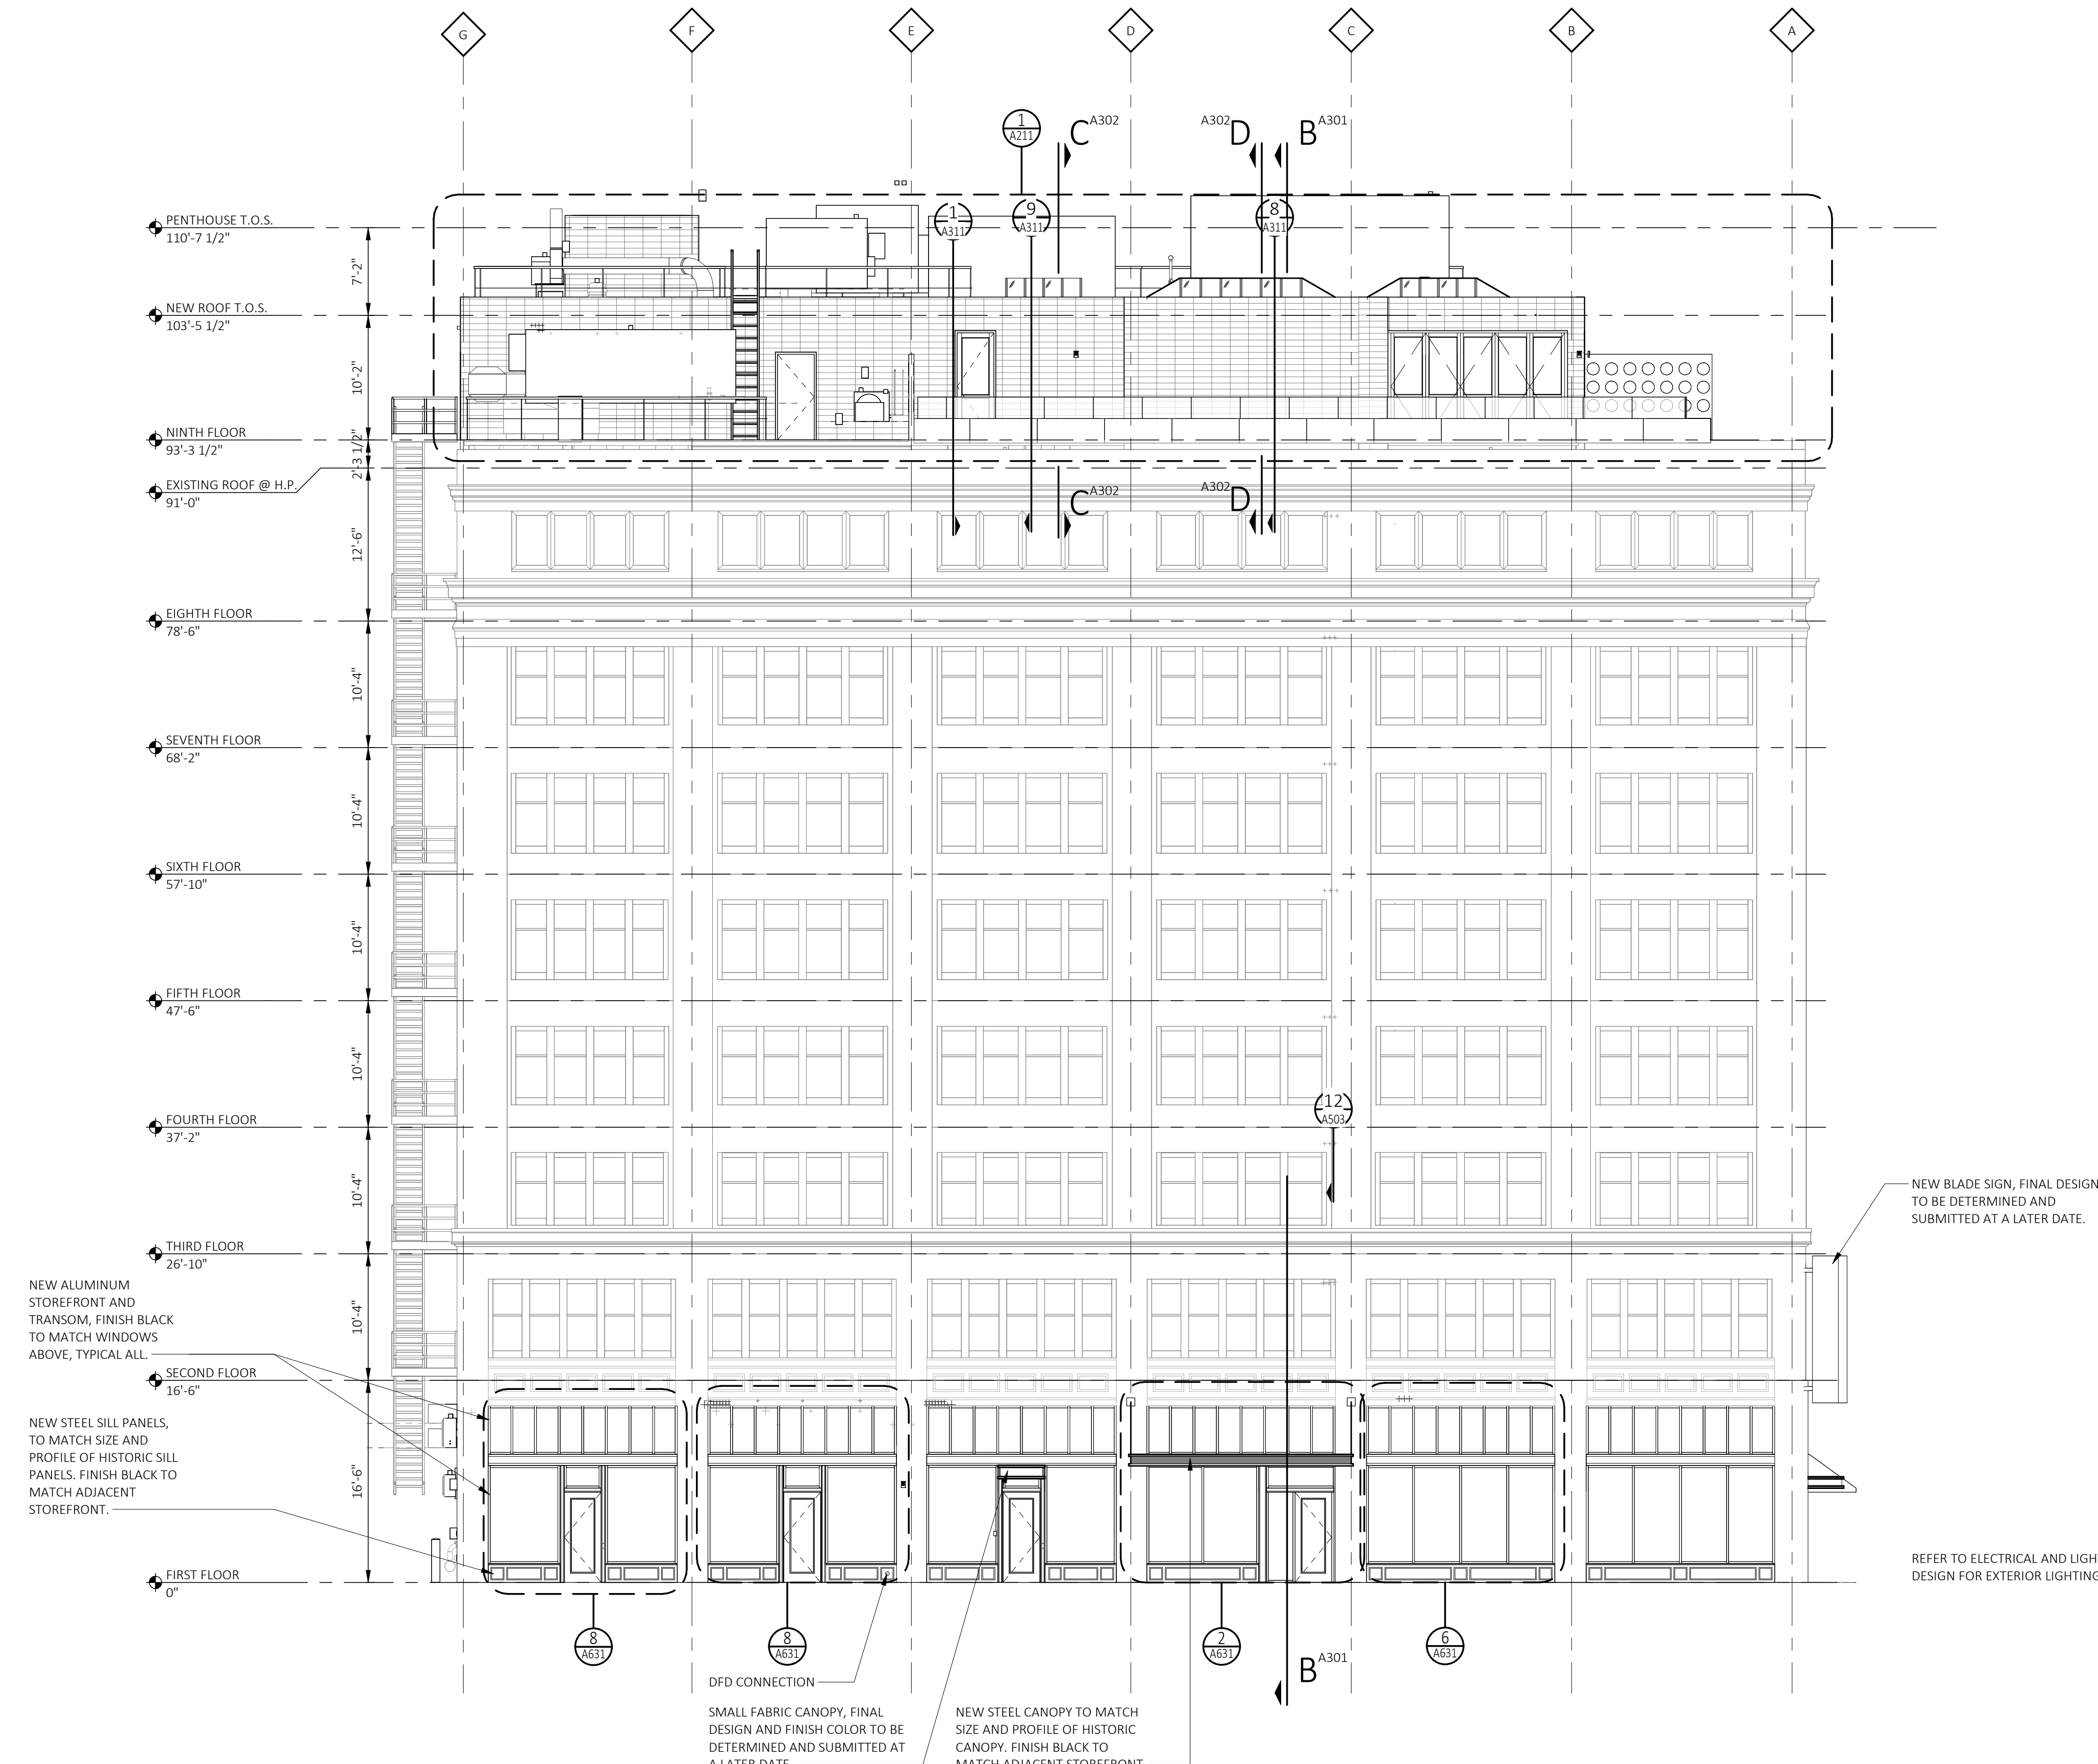 G
F
E
D
C
B
A
1
A211
C A302
A302 D
B A301
1
A311
9
A311
8
A311
PENTHOUSE T.O.S.
110'-7 1/2"
7'-2"
NEW ROOF T.O.S.
103'-5 1/2"
10'-2"
NINTH FLOOR
93'-3 1/2"
2'-3 1/2"
EXISTING ROOF @ H.P.
91'-0"
C A302
A302 D
12'-6"
EIGHTH FLOOR
78'-6"
10'-4"
SEVENTH FLOOR
68'-2"
10'-4"
SIXTH FLOOR
57'-10"
10'-4"
FIFTH FLOOR
47'-6"
10'-4"
12
A503
FOURTH FLOOR
37'-2"
10'-4"
NEW BLADE SIGN, FINAL DESIGN
TO BE DETERMINED AND
SUBMITTED AT A LATER DATE.
THIRD FLOOR
26'-10"
10'-4"
NEW ALUMINUM
STOREFRONT AND
TRANSOM, FINISH BLACK
TO MATCH WINDOWS
ABOVE, TYPICAL ALL.
SECOND FLOOR
16'-6"
NEW STEEL SILL PANELS,
TO MATCH SIZE AND
PROFILE OF HISTORIC SILL
PANELS. FINISH BLACK TO
MATCH ADJACENT
STOREFRONT.
16'-6"
FIRST FLOOR
0"
REFER TO ELECTRICAL AND LIGH
DESIGN FOR EXTERIOR LIGHTING
8
A631
8
A631
2
A631
6
A631
B A301
DFD CONNECTION
SMALL FABRIC CANOPY, FINAL
DESIGN AND FINISH COLOR TO BE
DETERMINED AND SUBMITTED AT
A LATER DATE
NEW STEEL CANOPY TO MATCH
SIZE AND PROFILE OF HISTORIC
CANOPY. FINISH BLACK TO
MATCH ADJACENT STOREFRONT